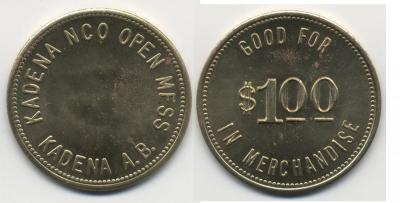 KADENA NCO OPEN MESS
KADENA A.B.
GOOD FOR
$1.00
IN MERCHANDISE